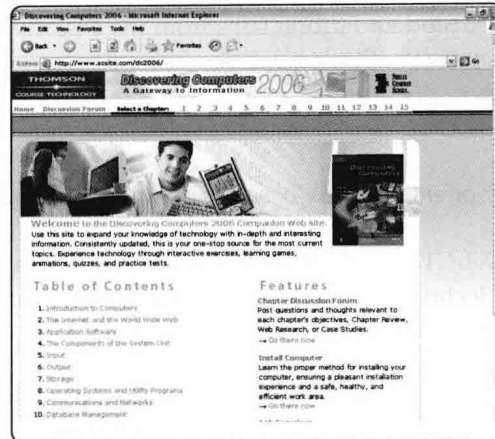 Discovering Computers 2006 - Microsoft Internet Explorer
File Edit View Favorites Tools Help
Back Favorites
Address http://www.scsite.com/dc2006/ Go
THOMSON
COURSE TECHNOLOGY
Discovering Computers 2006
A Gateway to Information
SHELLY
CASHMAN
SERIES.
Home Discussion Forum Select a Chapter: 1 2 3 4 5 6 7 8 9 10 11 12 13 14 15
Welcome to the Discovering Computers 2006 Companion Web site.
Use this site to expand your knowledge of technology with in-depth and interesting
information. Consistently updated, this is your one-stop source for the most current
topics. Experience technology through interactive exercises, learning games,
animations, quizzes, and practice tests.
Table of Contents
1. Introduction to Computers
2. The Internet and the World Wide Web
3. Application Software
4. The Components of the System Unit
5. Input
6. Output
7. Storage
8. Operating Systems and Utility Programs
9. Communications and Networks
10. Database Management
Features
Chapter Discussion Forum
Post questions and thoughts relevant to
each chapter's objectives, Chapter Review,
Web Research, or Case Studies.
→ Go there now
Install Computer
Learn the proper method for installing your
computer, ensuring a pleasant installation
experience and a safe, healthy, and
efficient work area.
→ Go there now